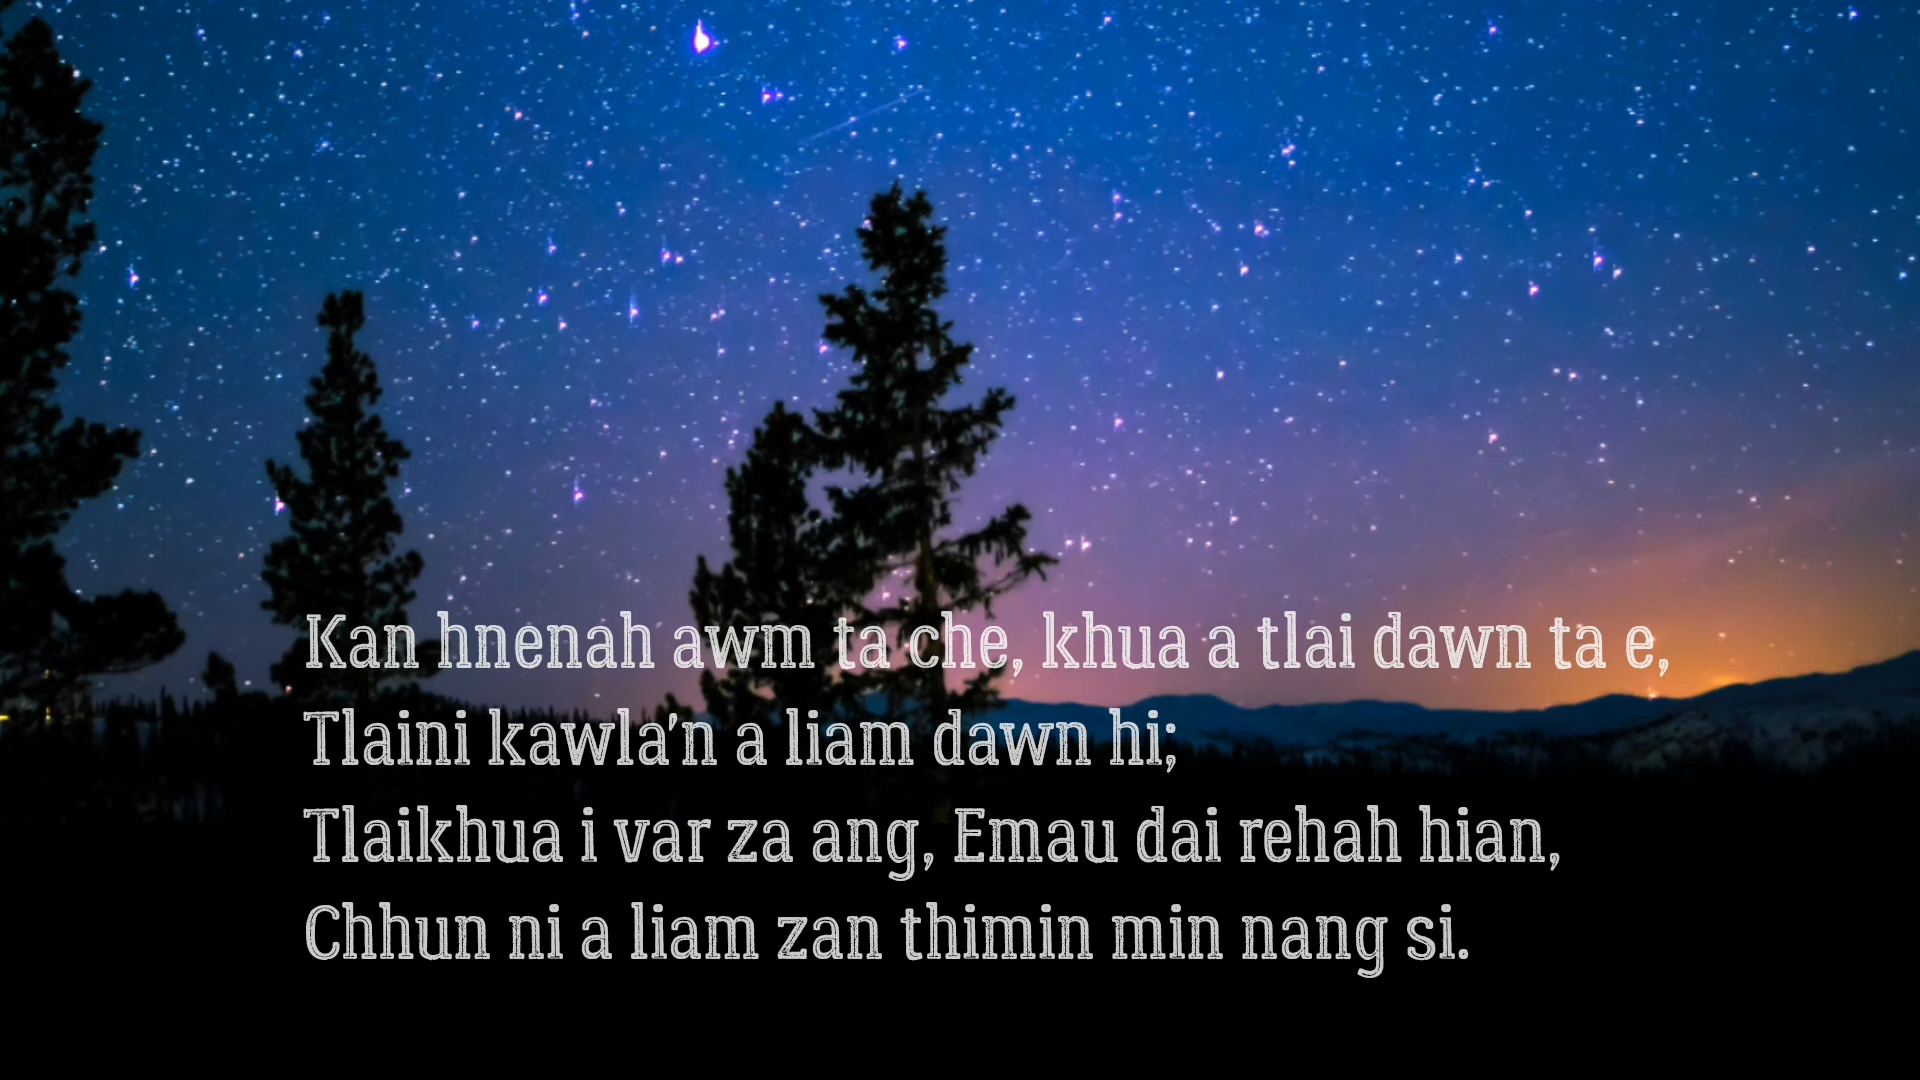 Kan hnenah awm ta che, khua a tlai dawn ta e,
Tlaini kawla'n a liam dawn hi;
Tlaikhua i var za ang, Emau dai rehah hian,
Chhun ni a liam zan thimin min nang si.